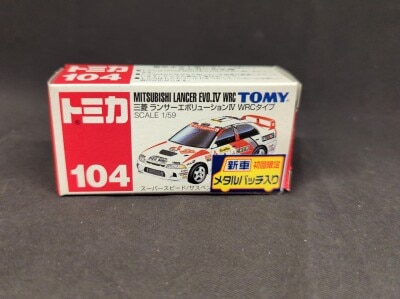 トミカ
104
MITSUBISHI LANCER EVO.IV WRC TOMY
三菱 ランサーエボリューションIV WRCタイプ
SCALE 1/59
新車 初回限定
メタルバッチ入り
104
スーパースピード/サスペン